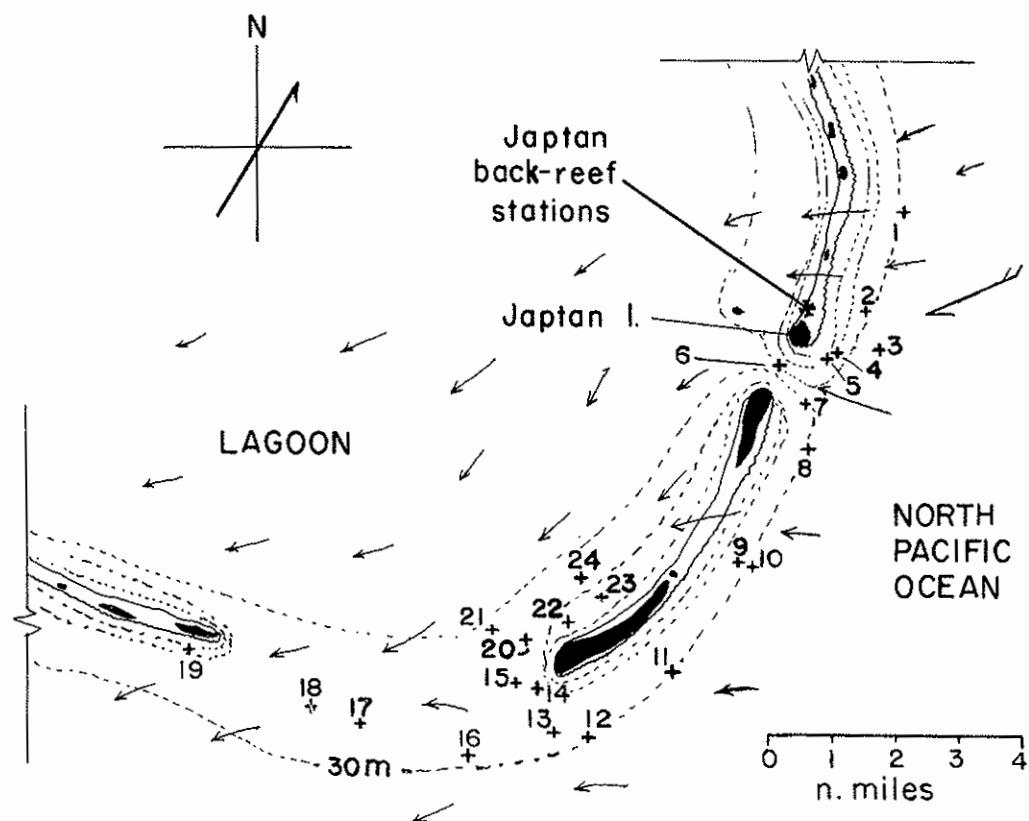 N
Japtan
back-reef
stations
Japtan I.
LAGOON
NORTH
PACIFIC
OCEAN
1
2
3
4
5
6
7
8
9
10
11
12
13
14
15
16
17
18
19
20
21
22
23
24
30m
0 1 2 3 4
n. miles